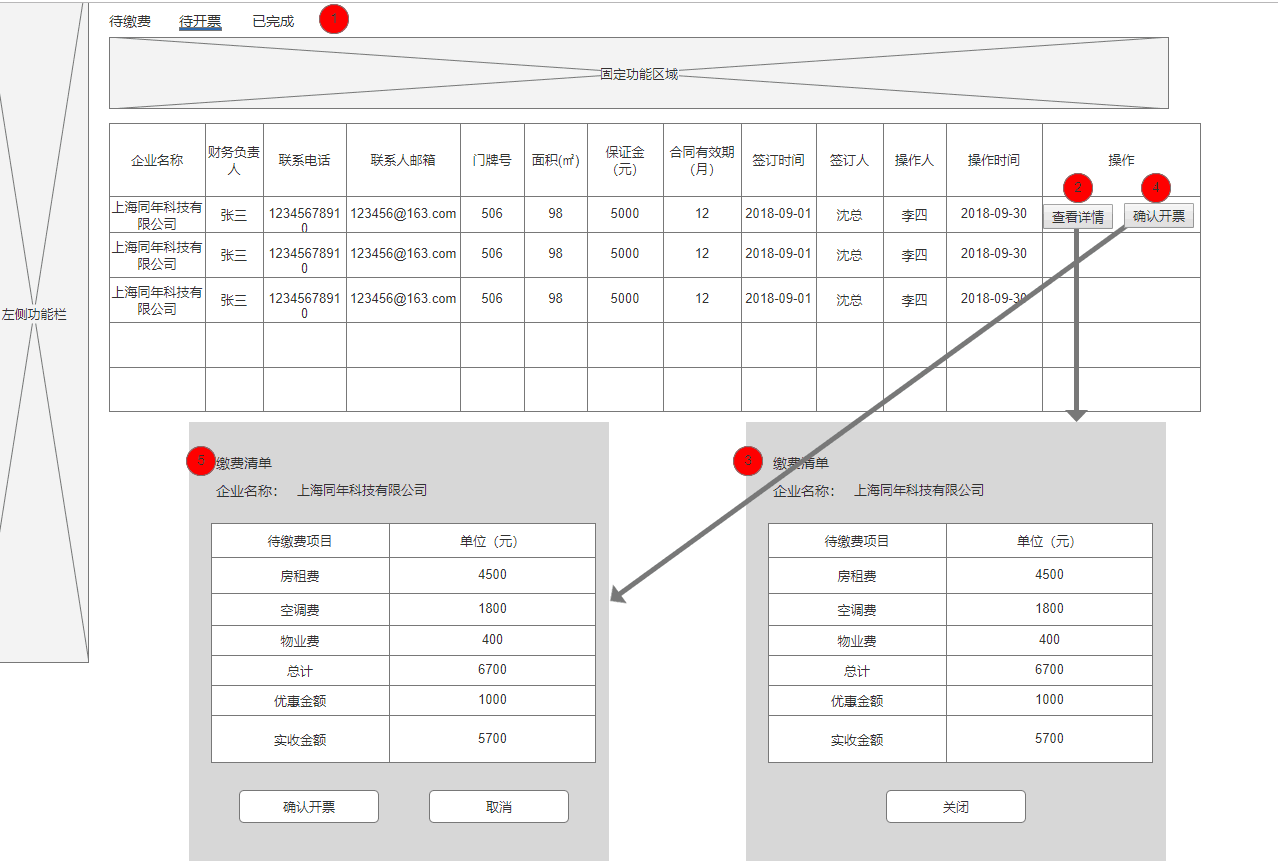 待缴费 待开票 已完成 1
固定功能区域
企业名称 财务负责人 联系电话 联系人邮箱 门牌号 面积(㎡) 保证金（元） 合同有效期（月） 签订时间 签订人 操作人 操作时间 操作
2 4
上海同年科技有限公司 张三 12345678910 123456@163.com 506 98 5000 12 2018-09-01 沈总 李四 2018-09-30 查看详情 确认开票
上海同年科技有限公司 张三 12345678910 123456@163.com 506 98 5000 12 2018-09-01 沈总 李四 2018-09-30
上海同年科技有限公司 张三 12345678910 123456@163.com 506 98 5000 12 2018-09-01 沈总 李四 2018-09-30
左侧功能栏
5 缴费清单
企业名称： 上海同年科技有限公司
待缴费项目 单位（元）
房租费 4500
空调费 1800
物业费 400
总计 6700
优惠金额 1000
实收金额 5700
确认开票 取消
3 缴费清单
企业名称： 上海同年科技有限公司
待缴费项目 单位（元）
房租费 4500
空调费 1800
物业费 400
总计 6700
优惠金额 1000
实收金额 5700
关闭